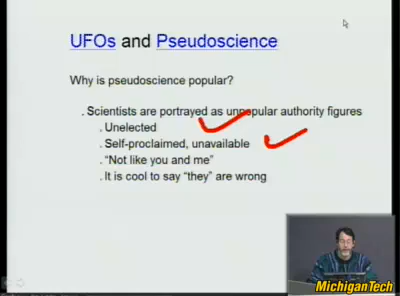 UFOs and Pseudoscience
Why is pseudoscience popular?
. Scientists are portrayed as unpopular authority figures
. Unelected
. Self-proclaimed, unavailable
. “Not like you and me”
. It is cool to say “they” are wrong
MichiganTech